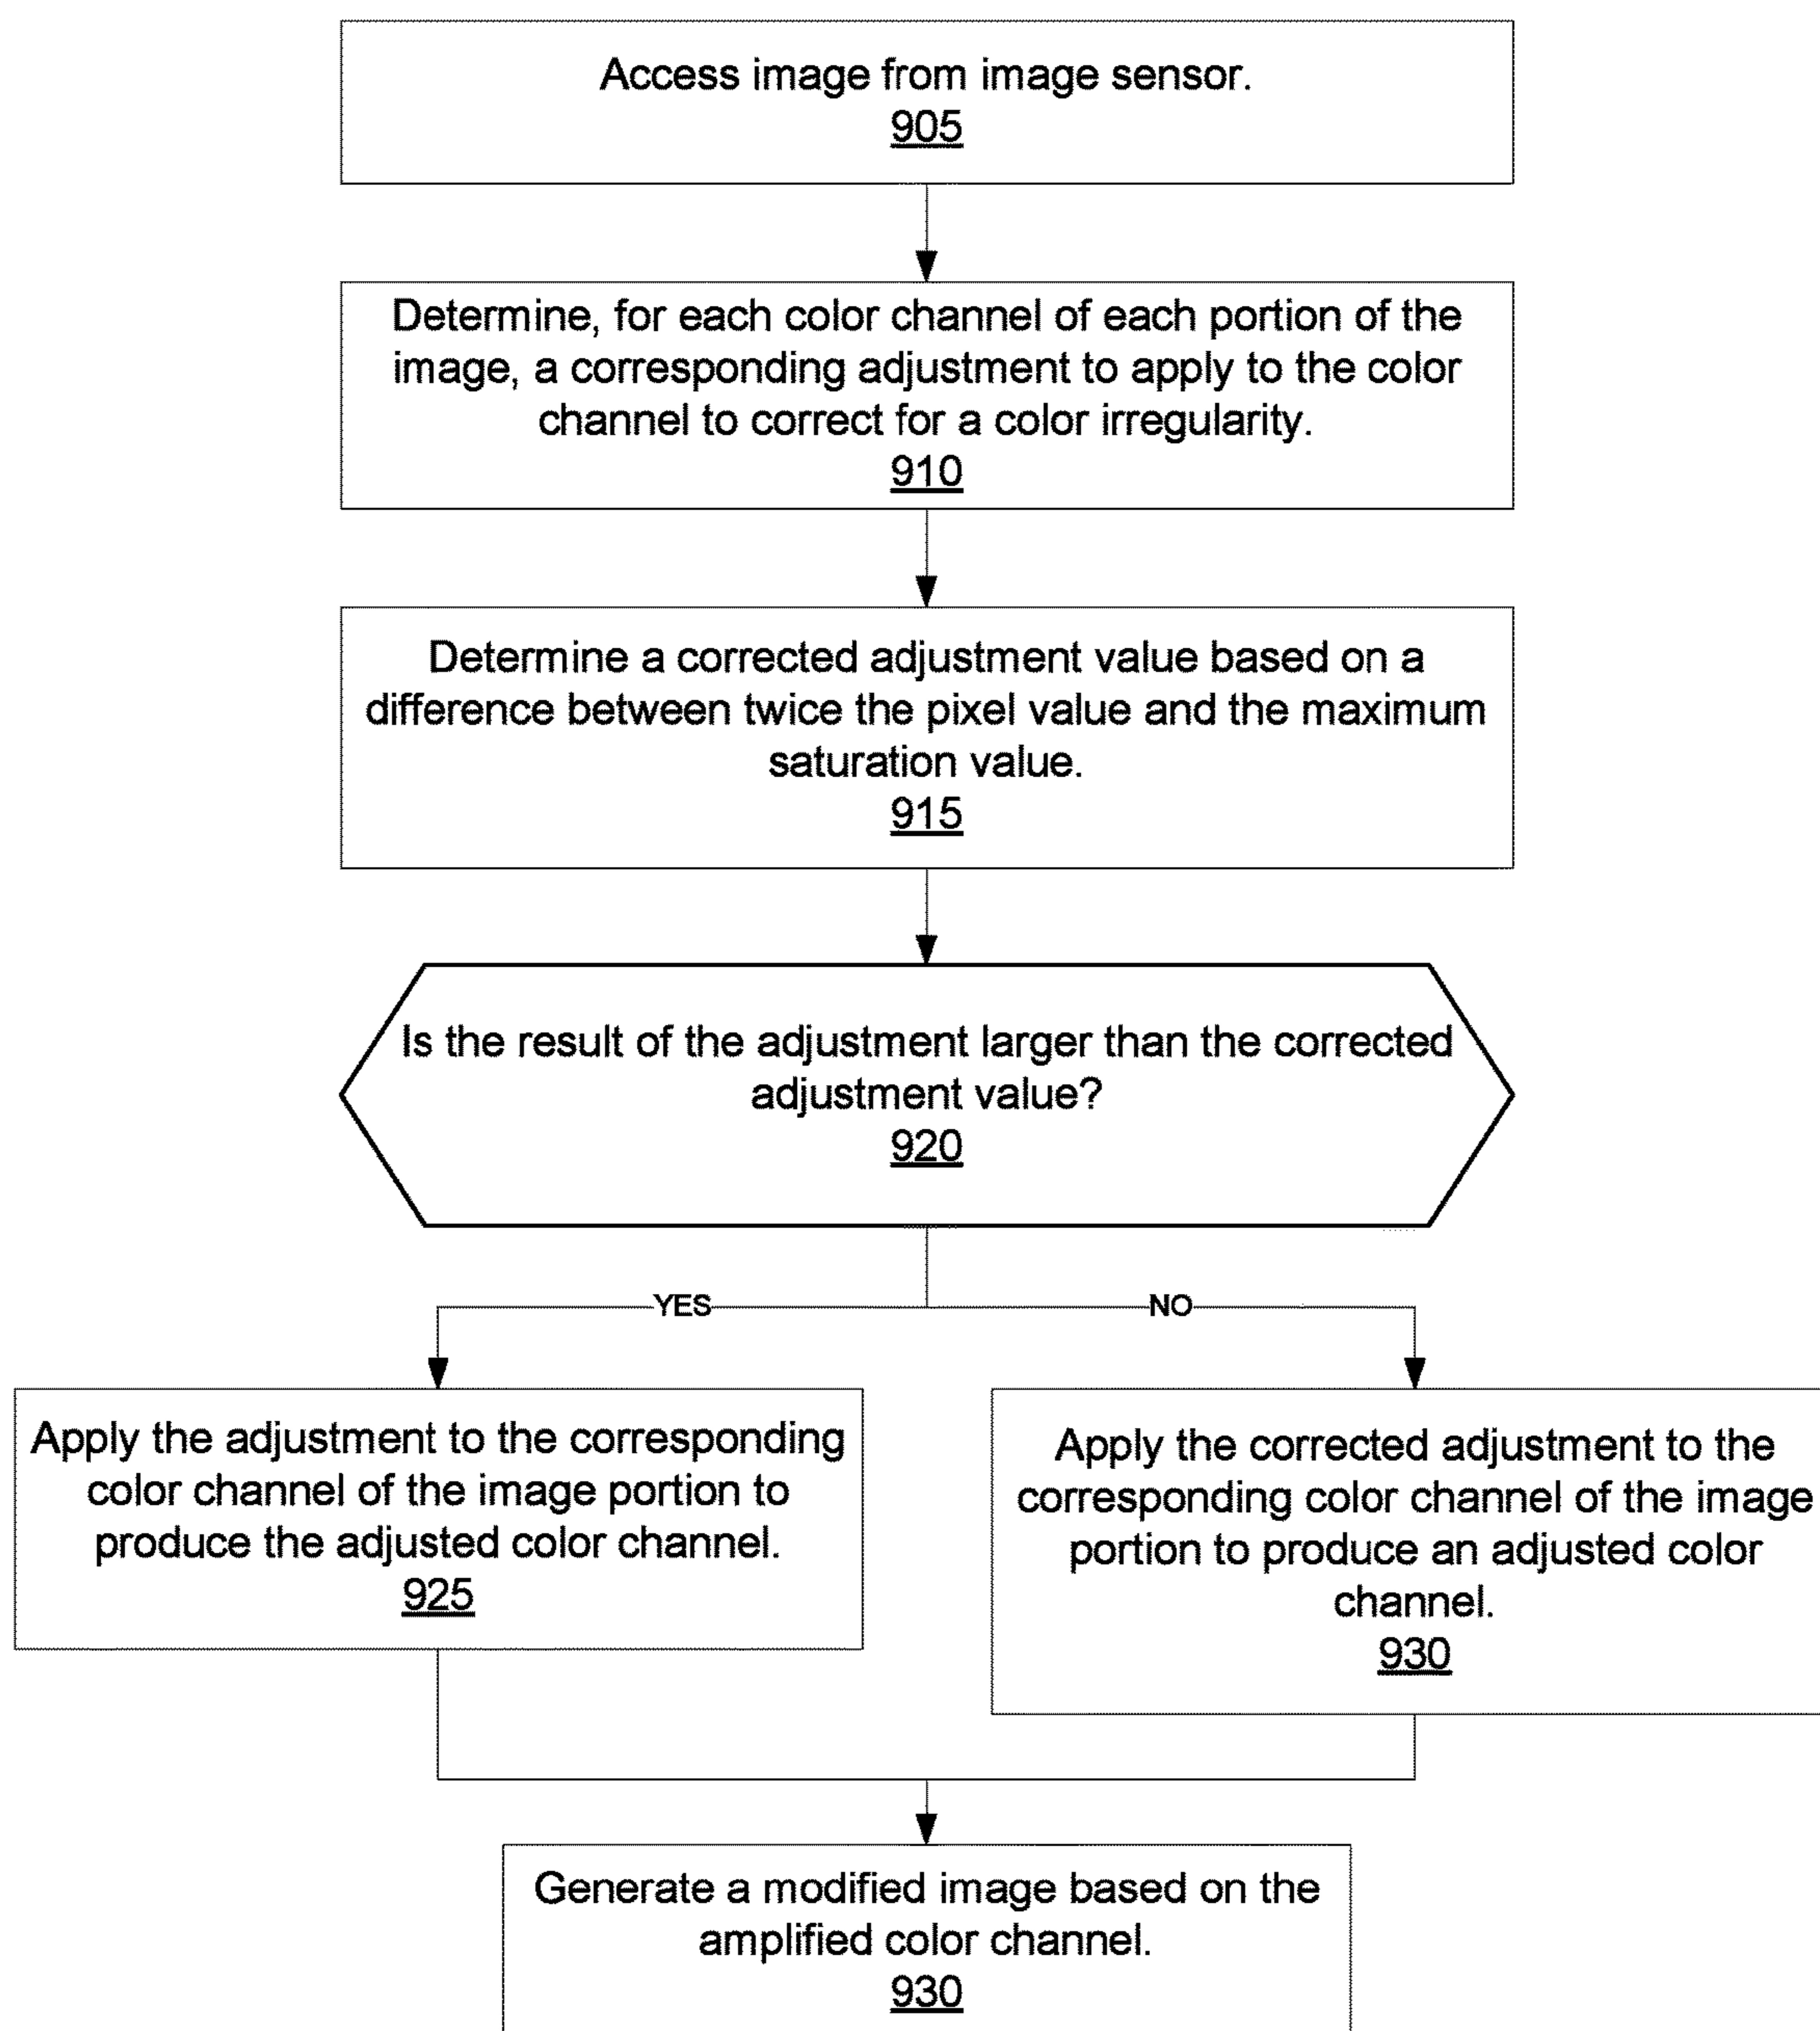 Access image from image sensor.
905
Determine, for each color channel of each portion of the
image, a corresponding adjustment to apply to the color
channel to correct for a color irregularity.
910
Determine a corrected adjustment value based on a
difference between twice the pixel value and the maximum
saturation value.
915
Is the result of the adjustment larger than the corrected
adjustment value?
920
YES
NO
Apply the adjustment to the corresponding
color channel of the image portion to
produce the adjusted color channel.
925
Apply the corrected adjustment to the
corresponding color channel of the image
portion to produce an adjusted color
channel.
930
Generate a modified image based on the
amplified color channel.
930